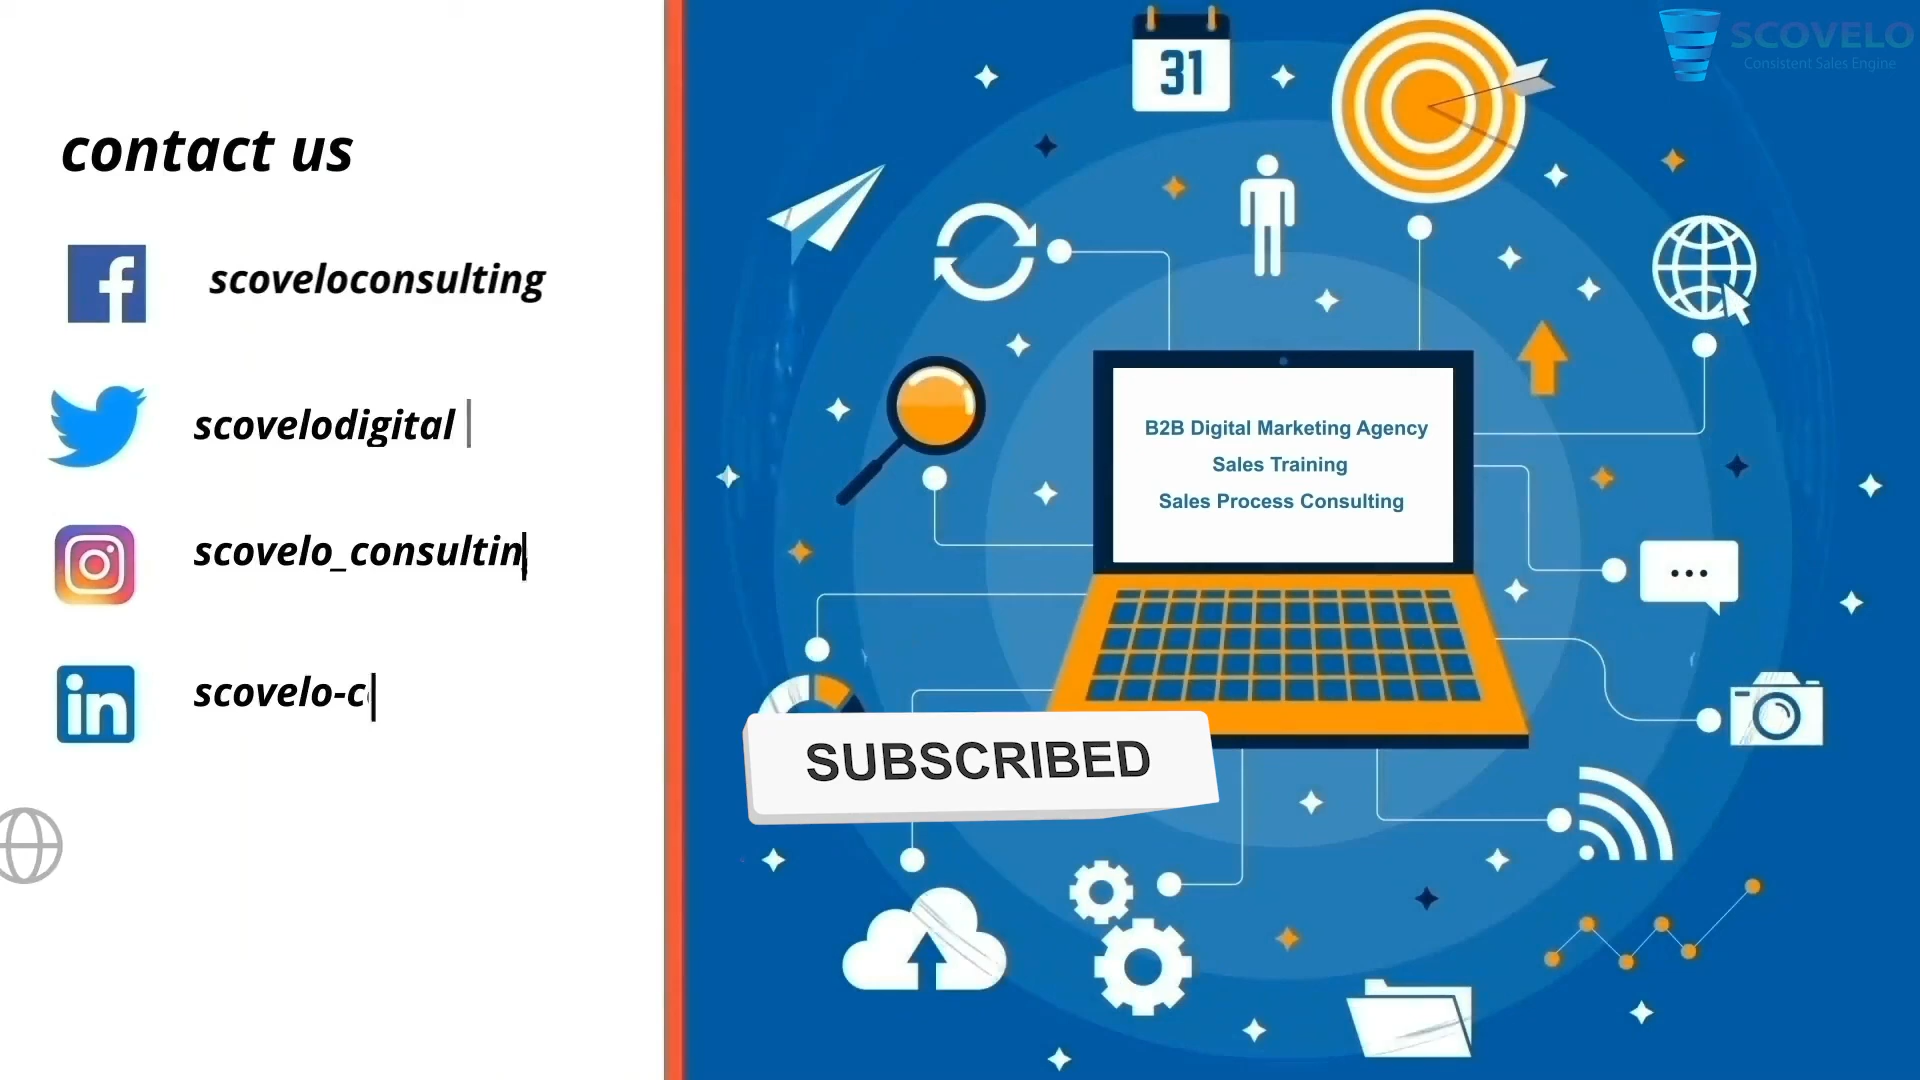 contact us
scoveloconsulting
scovelodigital
scovelo_consultin
scovelo-c
SCOVELO
Consistent Sales Engine
31
B2B Digital Marketing Agency
Sales Training
Sales Process Consulting
SUBSCRIBED